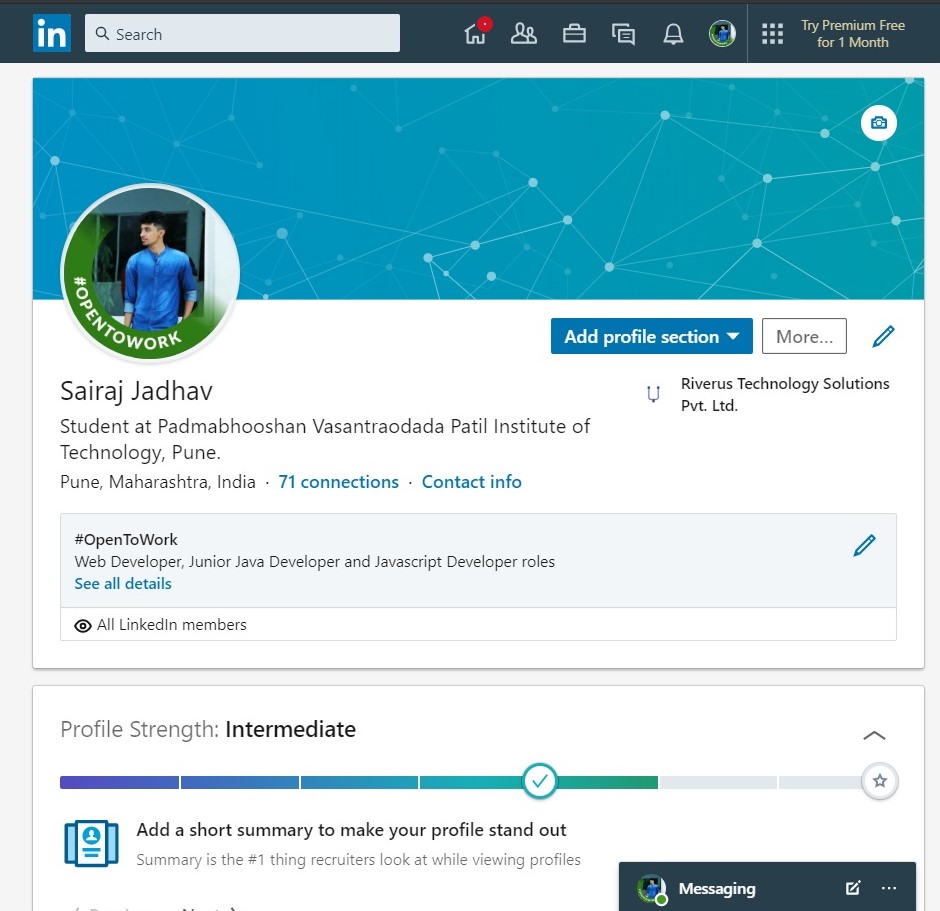 in
Search
Try Premium Free
for 1 Month
#OPENTOWORK
Add profile section
More...
Sairaj Jadhav
Riverus Technology Solutions
Pvt. Ltd.
Student at Padmabhooshan Vasantraodada Patil Institute of
Technology, Pune.
Pune, Maharashtra, India · 71 connections · Contact info
#OpenToWork
Web Developer, Junior Java Developer and Javascript Developer roles
See all details
All LinkedIn members
Profile Strength: Intermediate
Add a short summary to make your profile stand out
Summary is the #1 thing recruiters look at while viewing profiles
Messaging